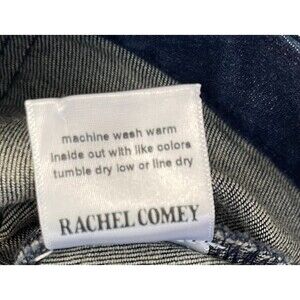 machine wash warm
inside out with like colors
tumble dry low or line dry
RACHEL COMEY